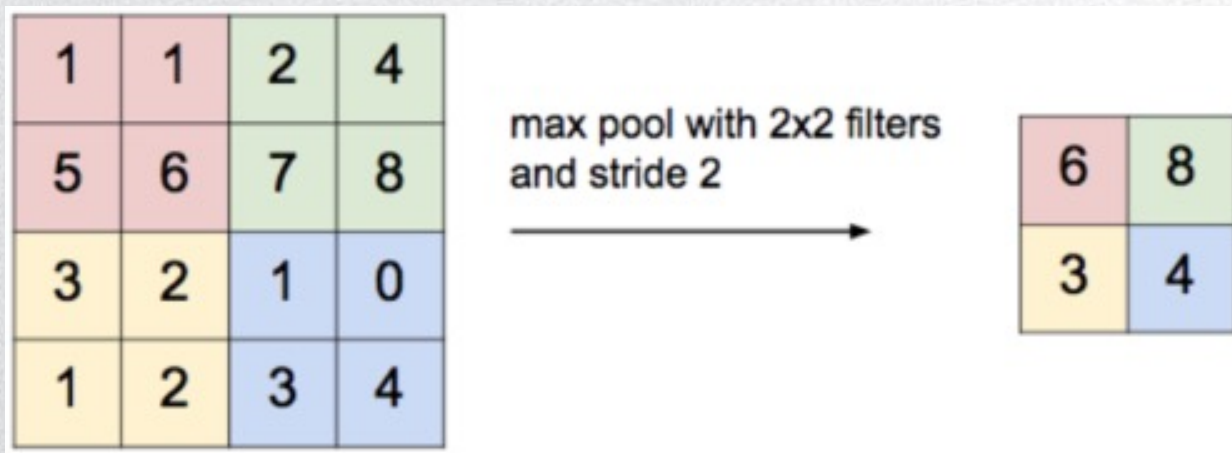 1 1 2 4
5 6 7 8
3 2 1 0
1 2 3 4
max pool with 2x2 filters
and stride 2
6 8
3 4